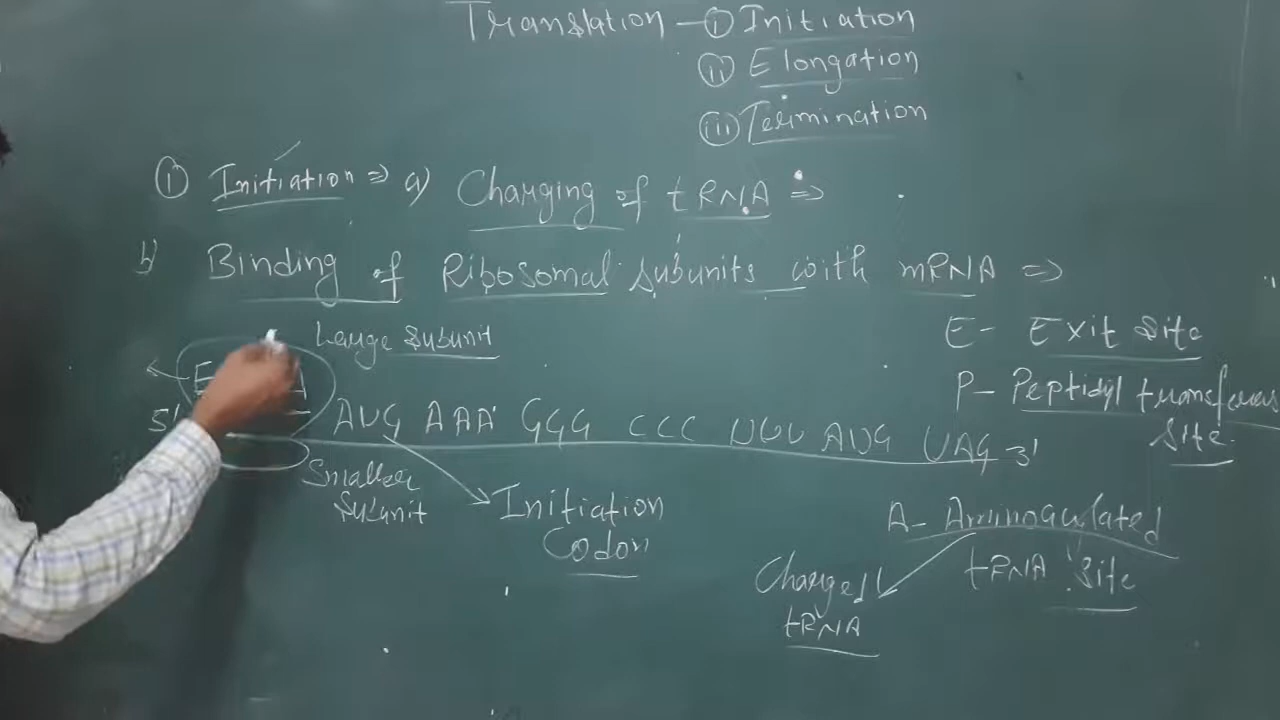 Translation - (i) Initiation
(ii) Elongation
(iii) Termination
(i) Initiation => a) Charging of tRNA =>
b) Binding of Ribosomal subunits with mRNA =>
Large Subunit
E - Exit Site
E A
P - Peptidyl transferas
Site.
5' AUG AAA GGG CCC UGU AUG UAG 3'
Smaller
Subunit
Initiation
Codon
A - Aminoacylated
tRNA Site
Charged
tRNA